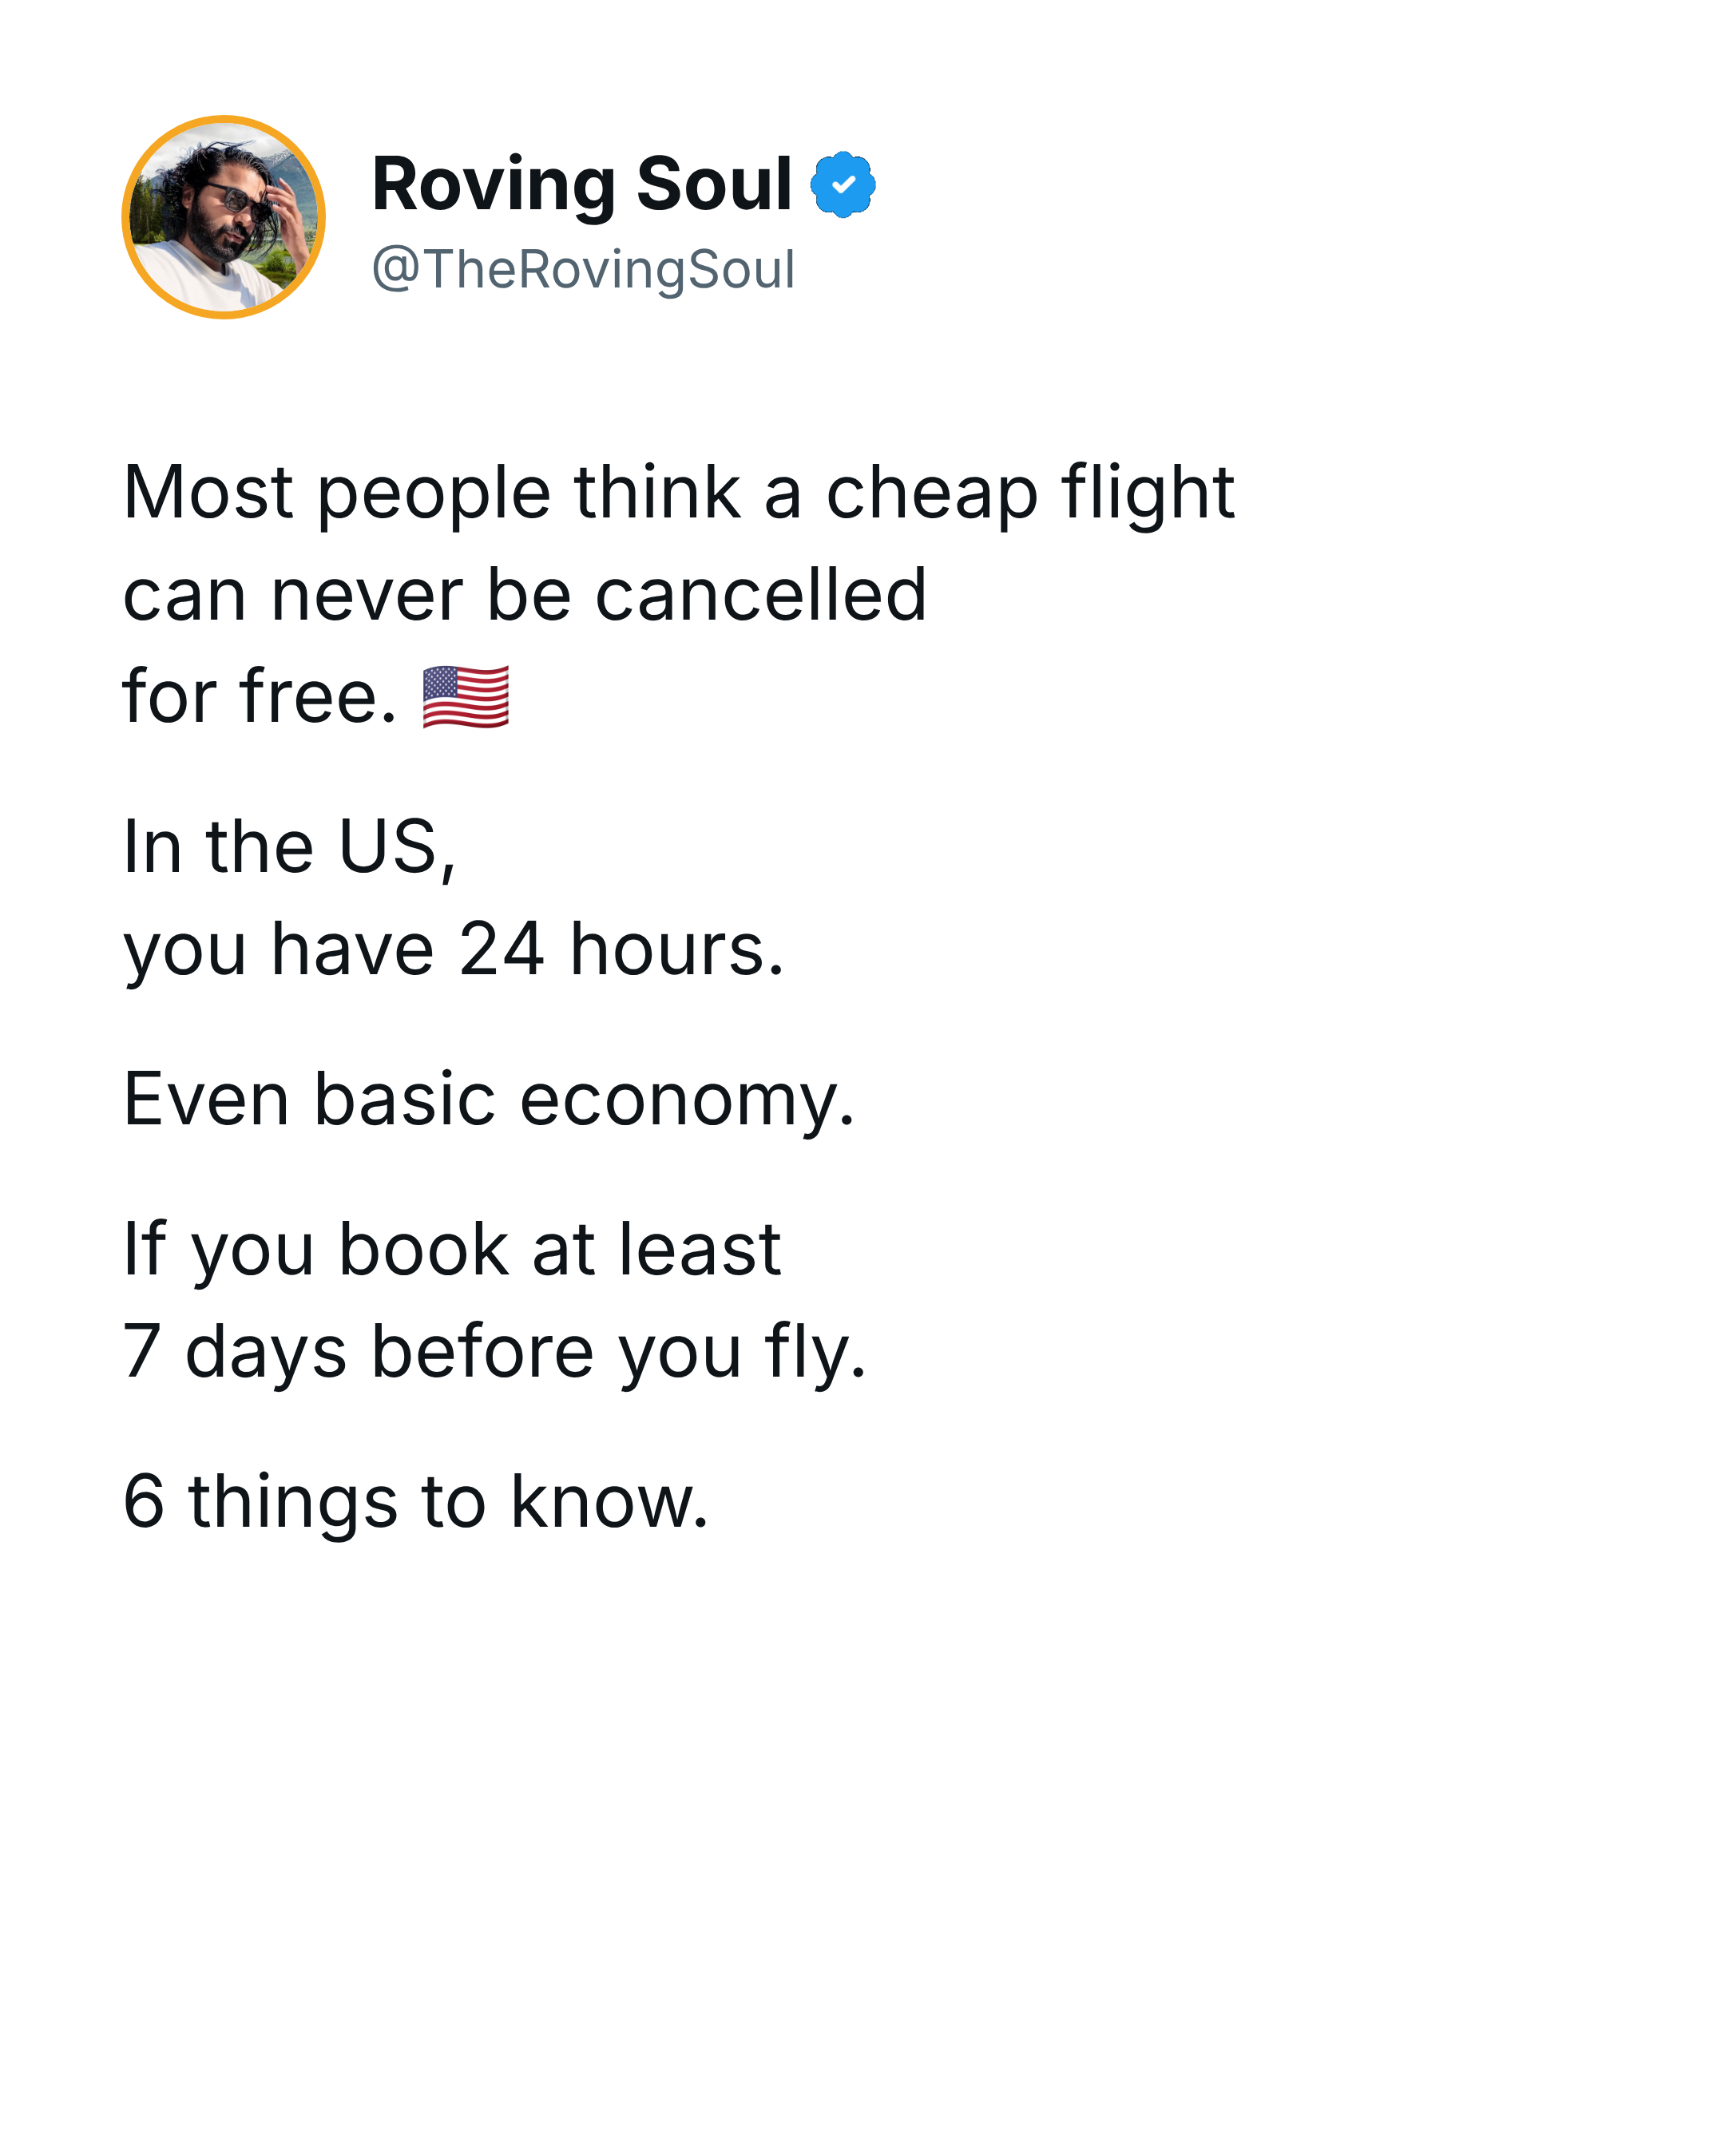 Roving Soul
@TheRovingSoul
Most people think a cheap flight
can never be cancelled
for free. 🇺🇸
In the US,
you have 24 hours.
Even basic economy.
If you book at least
7 days before you fly.
6 things to know.